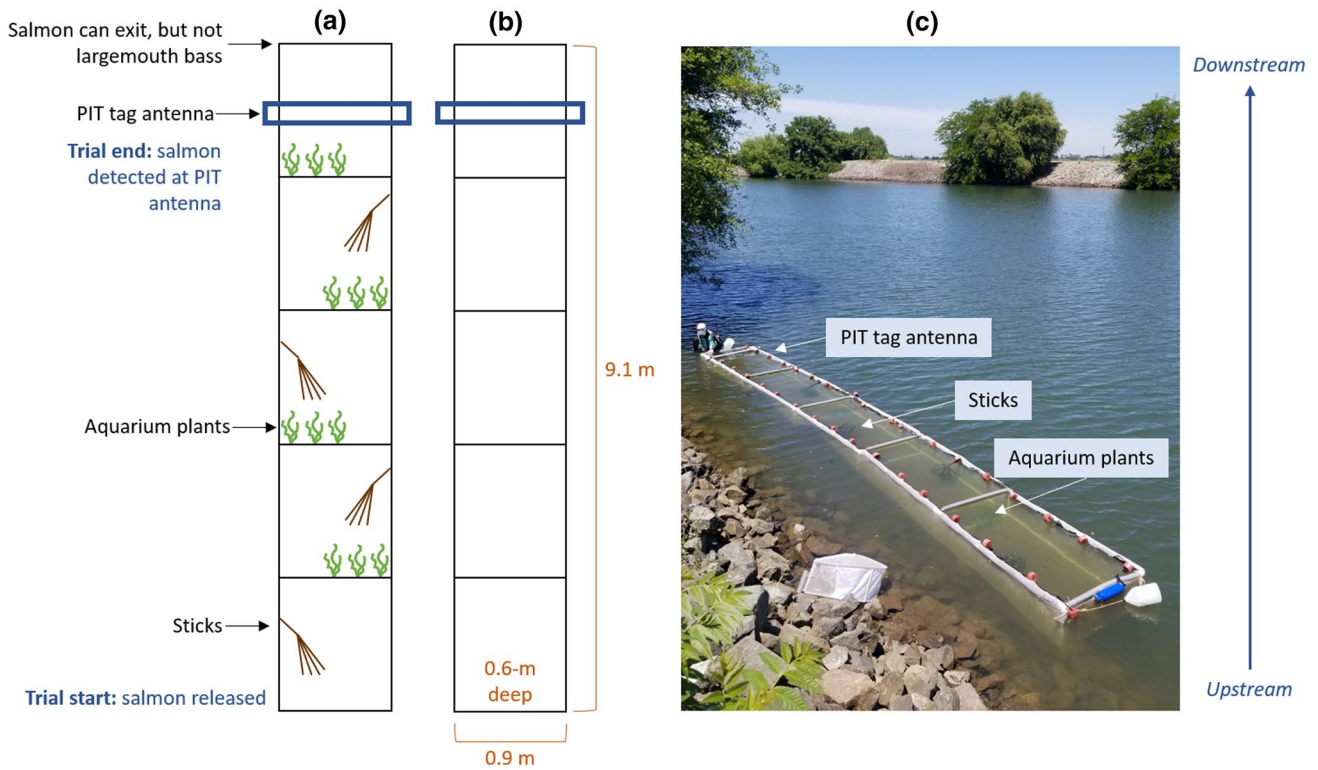 (a)
(b)
(c)
Salmon can exit, but not
largemouth bass
PIT tag antenna
Trial end: salmon
detected at PIT
antenna
Aquarium plants
Sticks
Trial start: salmon released
9.1 m
0.6-m
deep
0.9 m
PIT tag antenna
Sticks
Aquarium plants
Downstream
Upstream